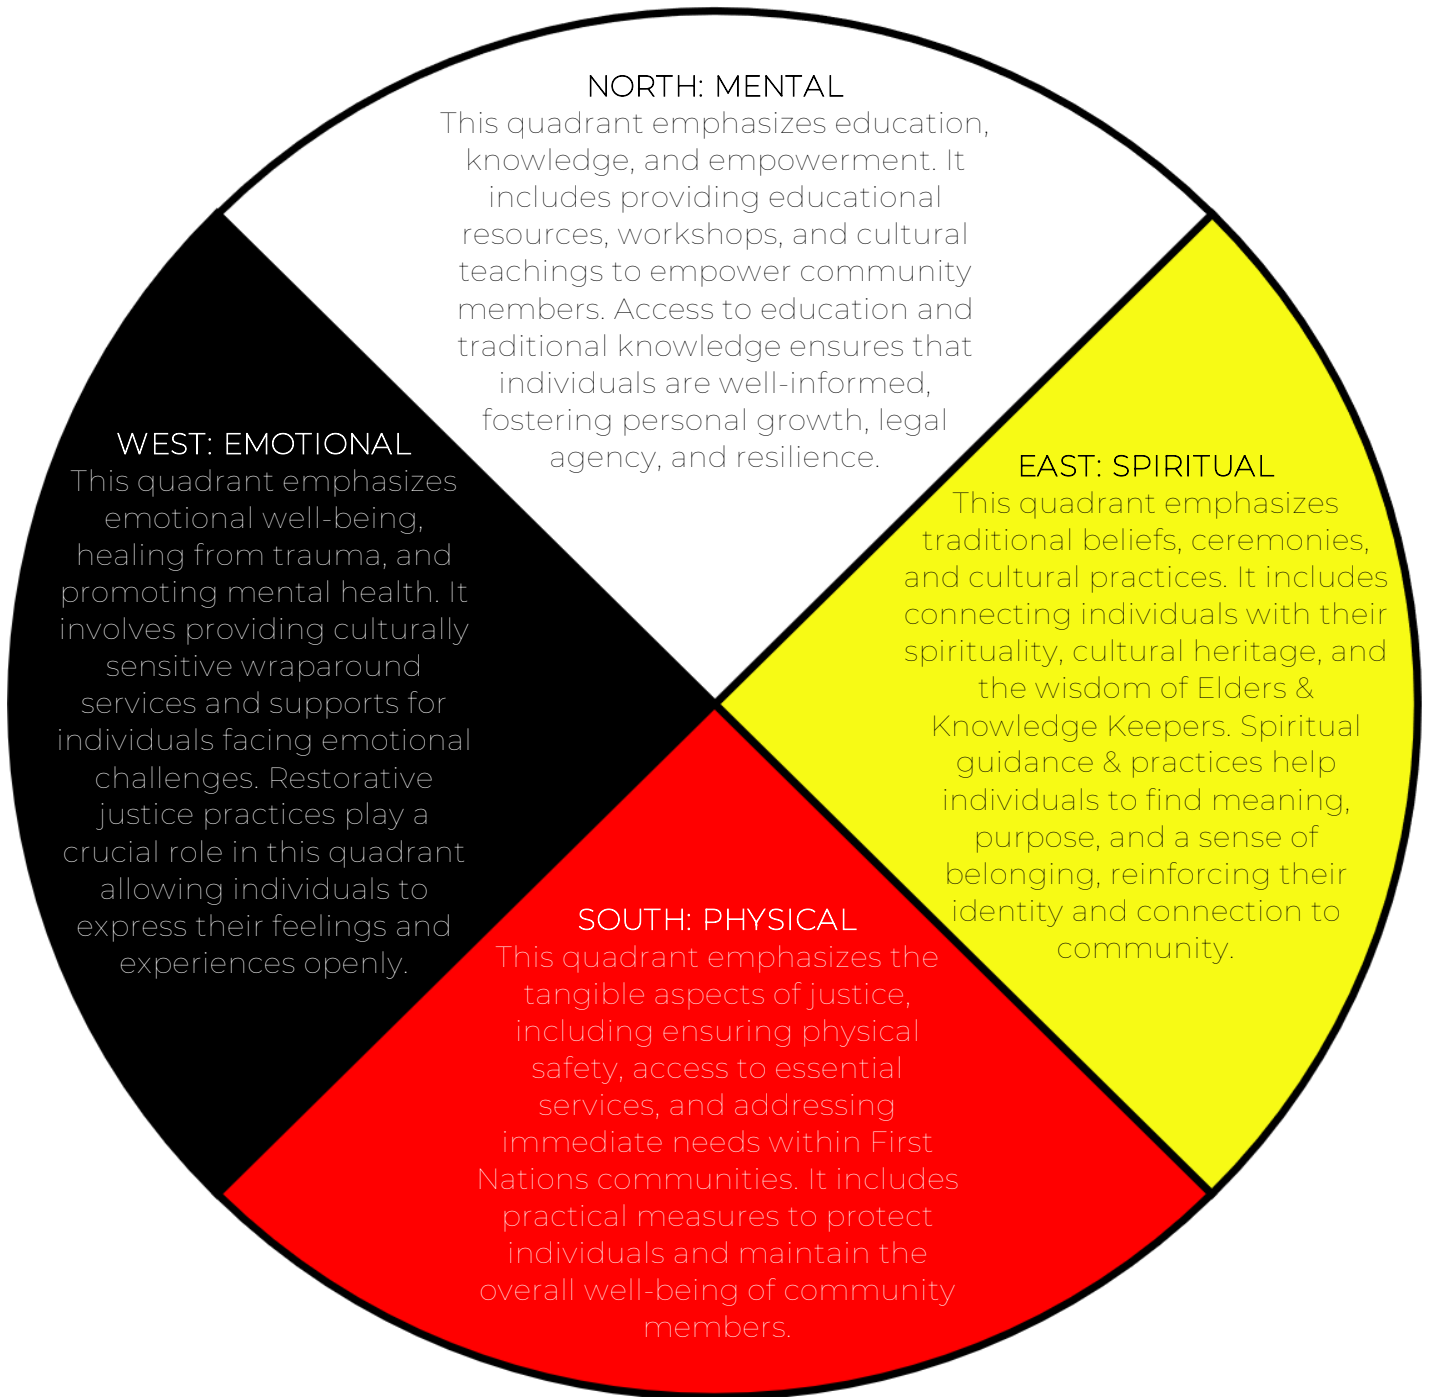 NORTH: MENTAL
This quadrant emphasizes education,
knowledge, and empowerment. It
includes providing educational
resources, workshops, and cultural
teachings to empower community
members. Access to education and
traditional knowledge ensures that
individuals are well-informed,
fostering personal growth, legal
agency, and resilience.
WEST: EMOTIONAL
This quadrant emphasizes
emotional well-being,
healing from trauma, and
promoting mental health. It
involves providing culturally
sensitive wraparound
services and supports for
individuals facing emotional
challenges. Restorative
justice practices play a
crucial role in this quadrant
allowing individuals to
express their feelings and
experiences openly.
EAST: SPIRITUAL
This quadrant emphasizes
traditional beliefs, ceremonies,
and cultural practices. It includes
connecting individuals with their
spirituality, cultural heritage, and
the wisdom of Elders &
Knowledge Keepers. Spiritual
guidance & practices help
individuals to find meaning,
purpose, and a sense of
belonging, reinforcing their
identity and connection to
community.
SOUTH: PHYSICAL
This quadrant emphasizes the
tangible aspects of justice,
including ensuring physical
safety, access to essential
services, and addressing
immediate needs within First
Nations communities. It includes
practical measures to protect
individuals and maintain the
overall well-being of community
members.